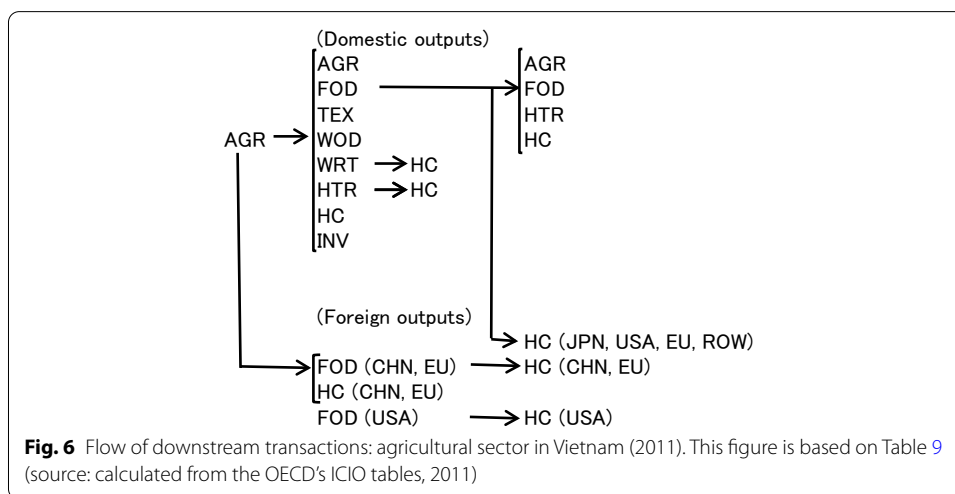 (Domestic outputs)
AGR AGR
FOD FOD
TEX HTR
AGR WOD HC
WRT HC
HTR HC
HC
INV
(Foreign outputs)
HC (JPN, USA, EU, ROW)
FOD (CHN, EU) HC (CHN, EU)
HC (CHN, EU)
FOD (USA) HC (USA)
Fig. 6 Flow of downstream transactions: agricultural sector in Vietnam (2011). This figure is based on Table 9
(source: calculated from the OECD's ICIO tables, 2011)